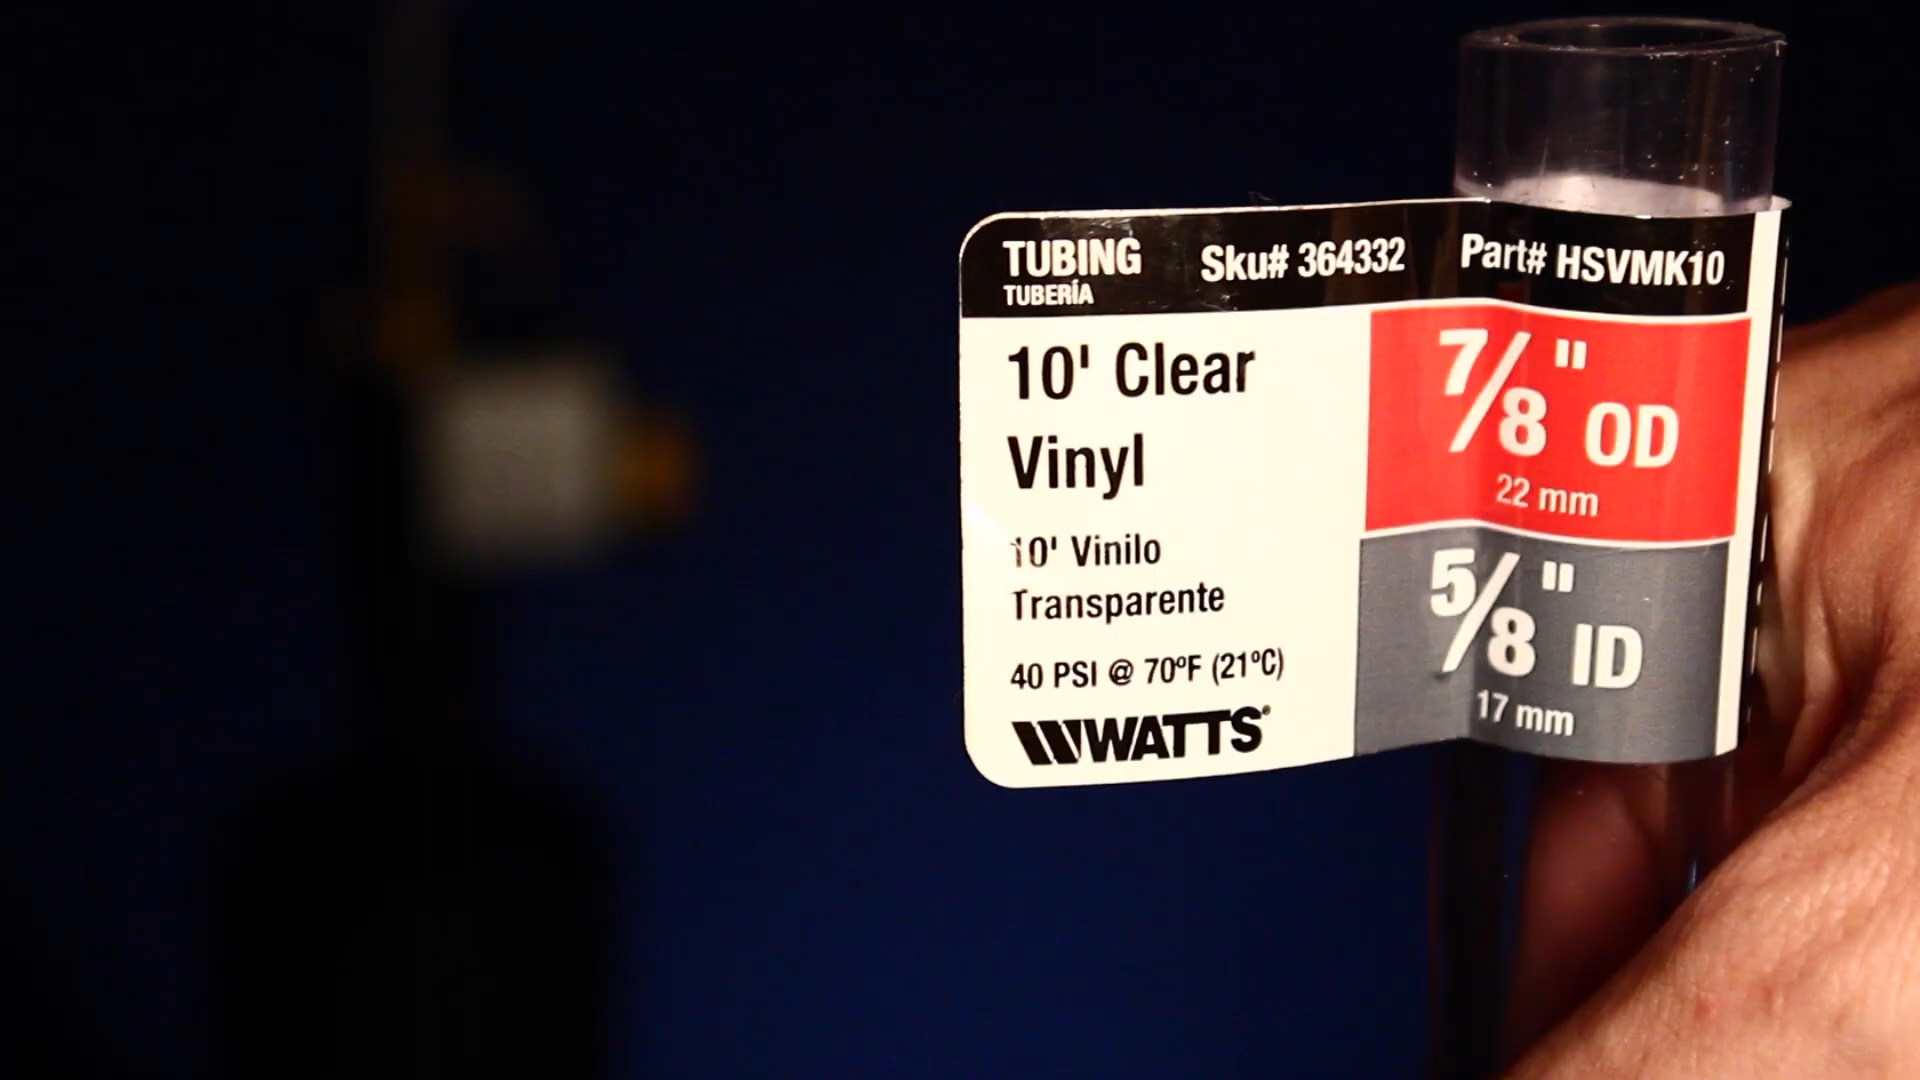 TUBING Sku# 364332 Part# HSVMK10
TUBERÍA
10' Clear
Vinyl
10' Vinilo
Transparente
40 PSI @ 70ºF (21ºC)
WATTS®
7/8" OD
22 mm
5/8" ID
17 mm